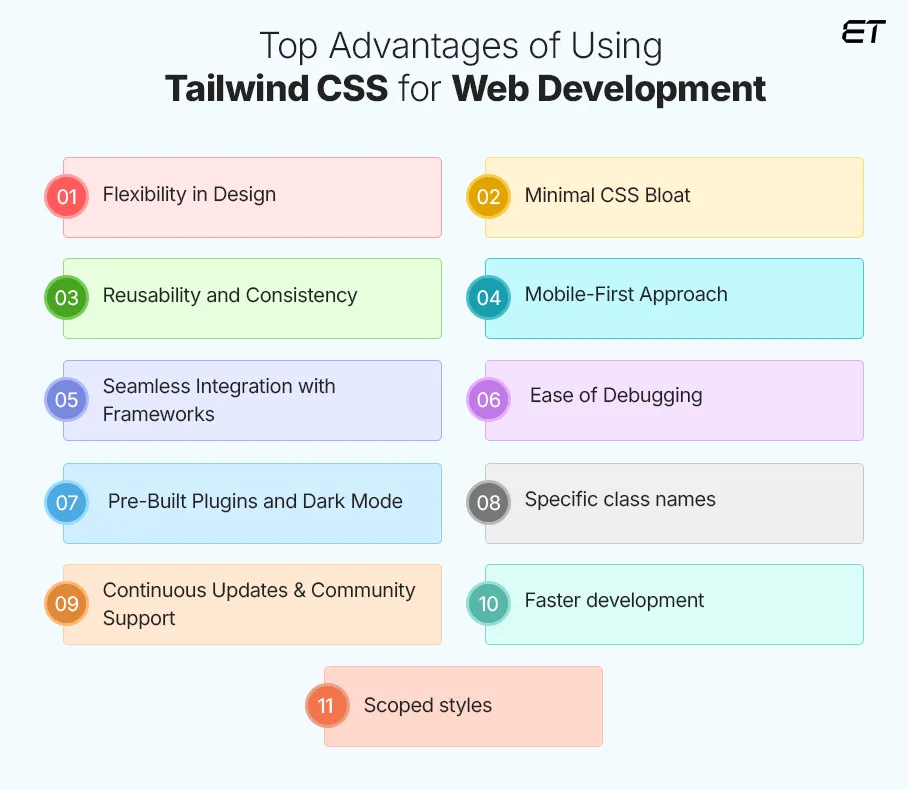 ET
Top Advantages of Using
Tailwind CSS for Web Development
01
Flexibility in Design
02
Minimal CSS Bloat
03
Reusability and Consistency
04
Mobile-First Approach
05
Seamless Integration with
Frameworks
06
Ease of Debugging
07
Pre-Built Plugins and Dark Mode
08
Specific class names
09
Continuous Updates & Community
Support
10
Faster development
11
Scoped styles